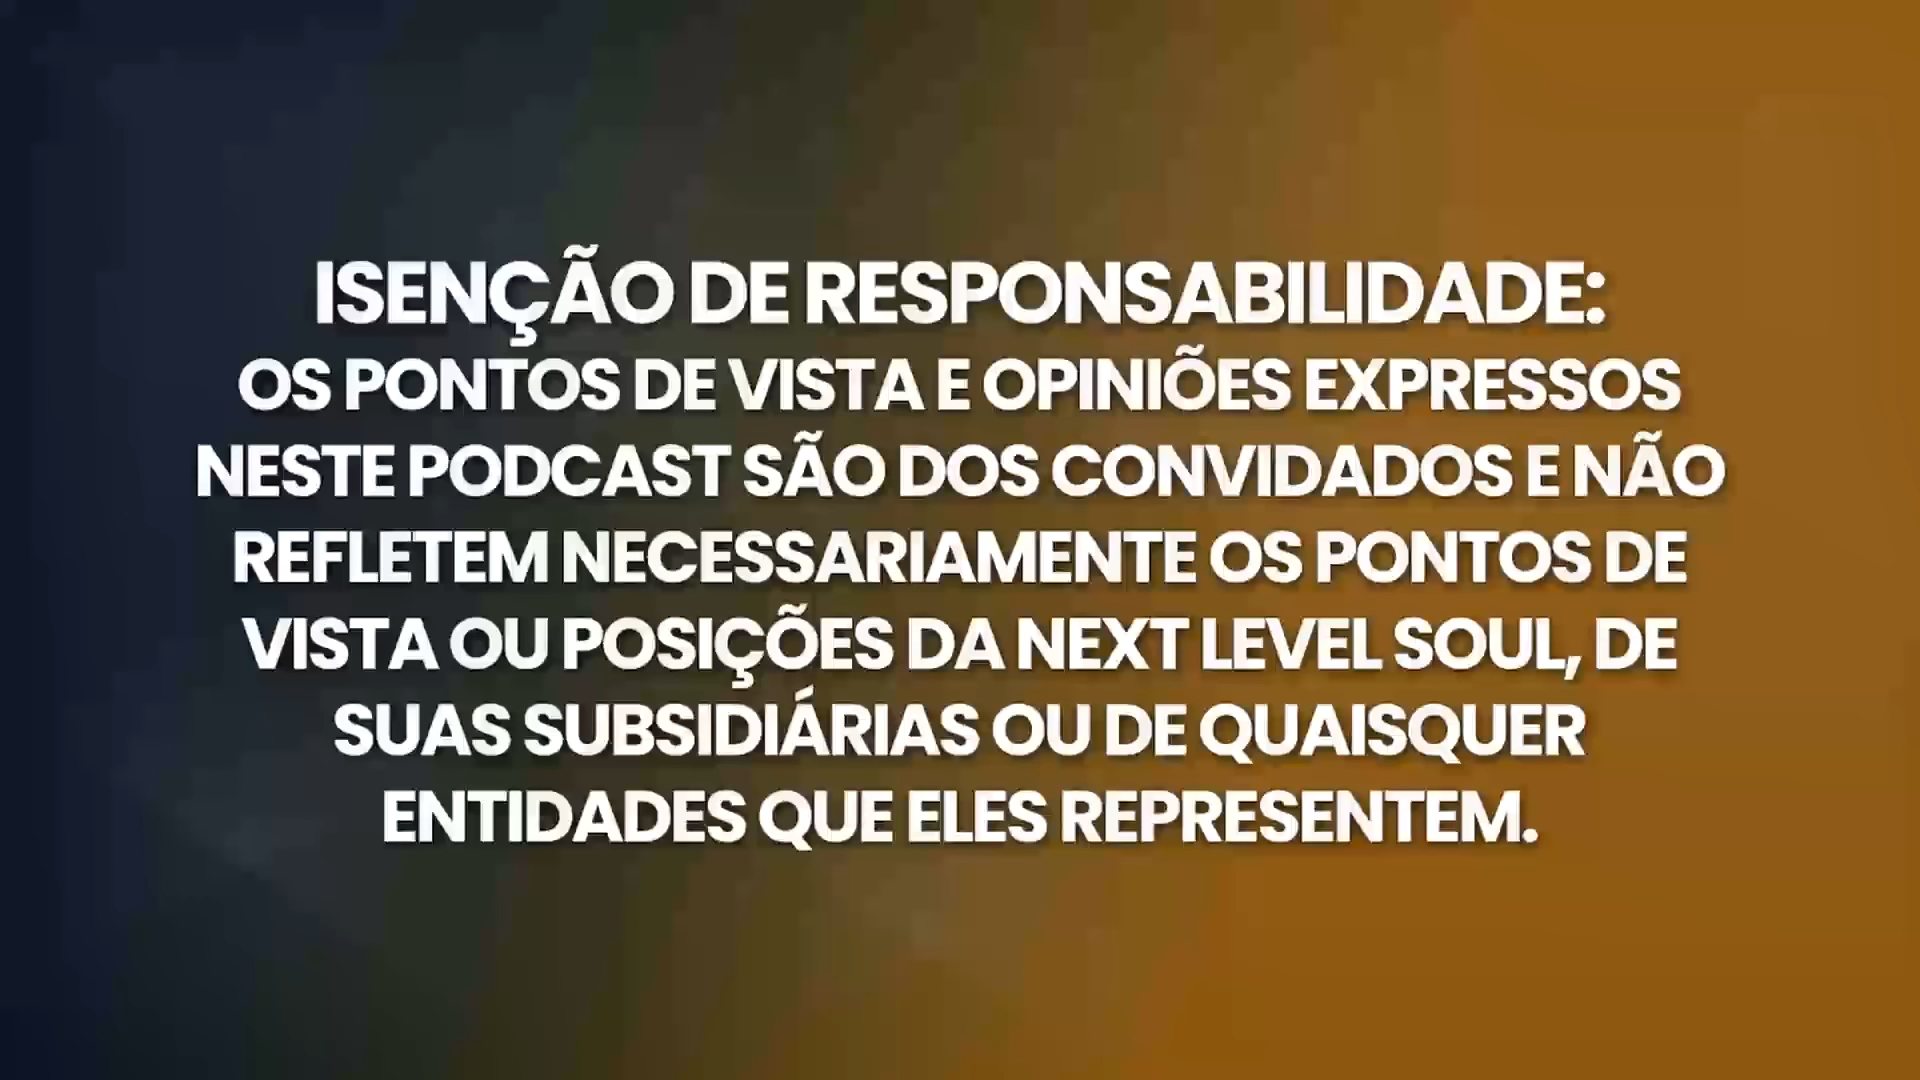 ISENÇÃO DE RESPONSABILIDADE:
OS PONTOS DE VISTA E OPINIÕES EXPRESSOS
NESTE PODCAST SÃO DOS CONVIDADOS E NÃO
REFLETEM NECESSARIAMENTE OS PONTOS DE
VISTA OU POSIÇÕES DA NEXT LEVEL SOUL, DE
SUAS SUBSIDIÁRIAS OU DE QUAISQUER
ENTIDADES QUE ELES REPRESENTEM.